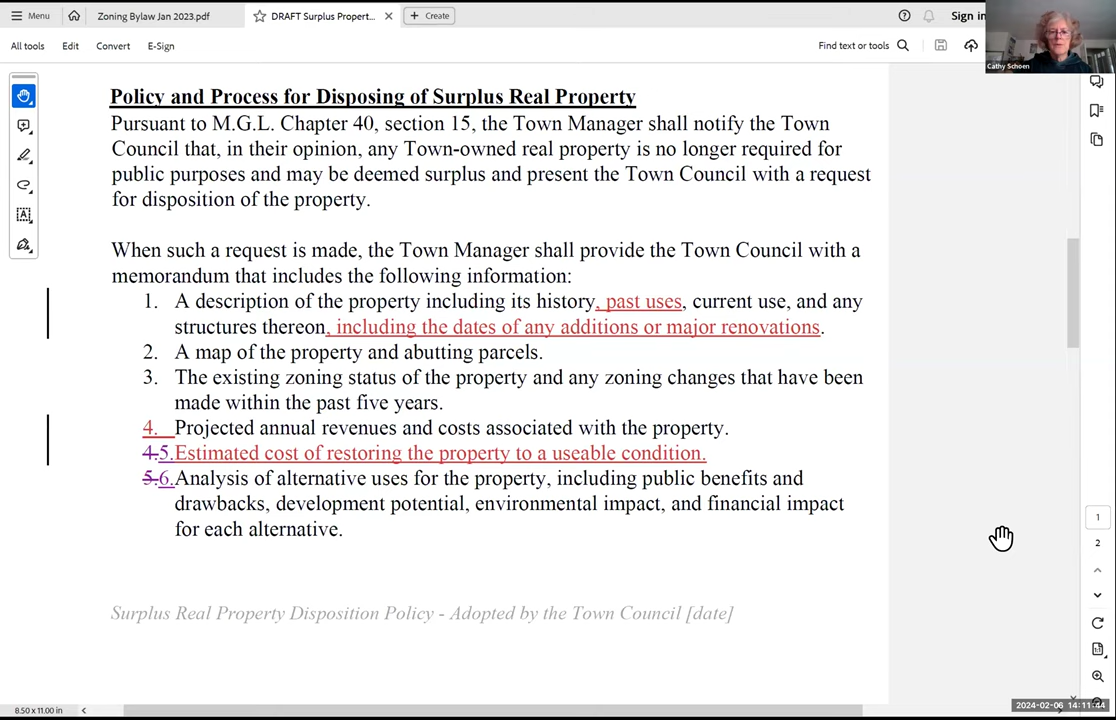 Menu
Zoning Bylaw Jan 2023.pdf
DRAFT Surplus Propert...
Create
Sign in
All tools
Edit
Convert
E-Sign
Find text or tools
Cathy Schoen
Policy and Process for Disposing of Surplus Real Property
Pursuant to M.G.L. Chapter 40, section 15, the Town Manager shall notify the Town
Council that, in their opinion, any Town-owned real property is no longer required for
public purposes and may be deemed surplus and present the Town Council with a request
for disposition of the property.
When such a request is made, the Town Manager shall provide the Town Council with a
memorandum that includes the following information:
1. A description of the property including its history, past uses, current use, and any
structures thereon, including the dates of any additions or major renovations.
2. A map of the property and abutting parcels.
3. The existing zoning status of the property and any zoning changes that have been
made within the past five years.
4. Projected annual revenues and costs associated with the property.
4.5.Estimated cost of restoring the property to a useable condition.
5.6.Analysis of alternative uses for the property, including public benefits and
drawbacks, development potential, environmental impact, and financial impact
for each alternative.
Surplus Real Property Disposition Policy - Adopted by the Town Council [date]
1
2
8.50 x 11.00 in
2024-02-06 14:11:44